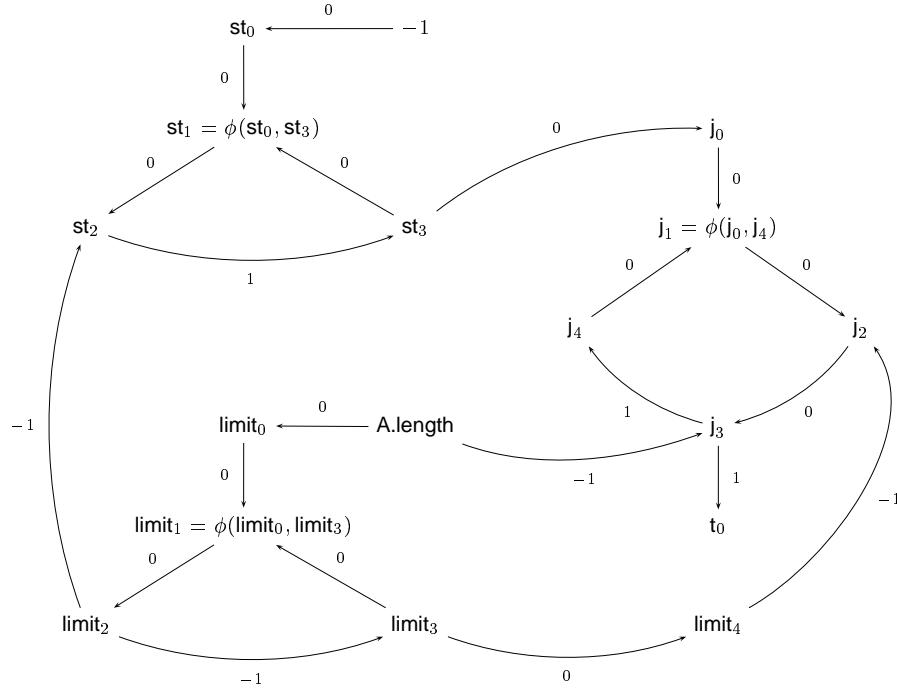 0
st₀ −1
0
st₁ = ϕ(st₀, st₃) 0 j₀
0 0 0
st₂ st₃ j₁ = ϕ(j₀, j₄)
1 0 0
j₄ j₂
0 1 0
−1 limit₀ A.length j₃
0 −1 1 −1
limit₁ = ϕ(limit₀, limit₃) t₀
0 0
limit₂ limit₃ limit₄
−1 0